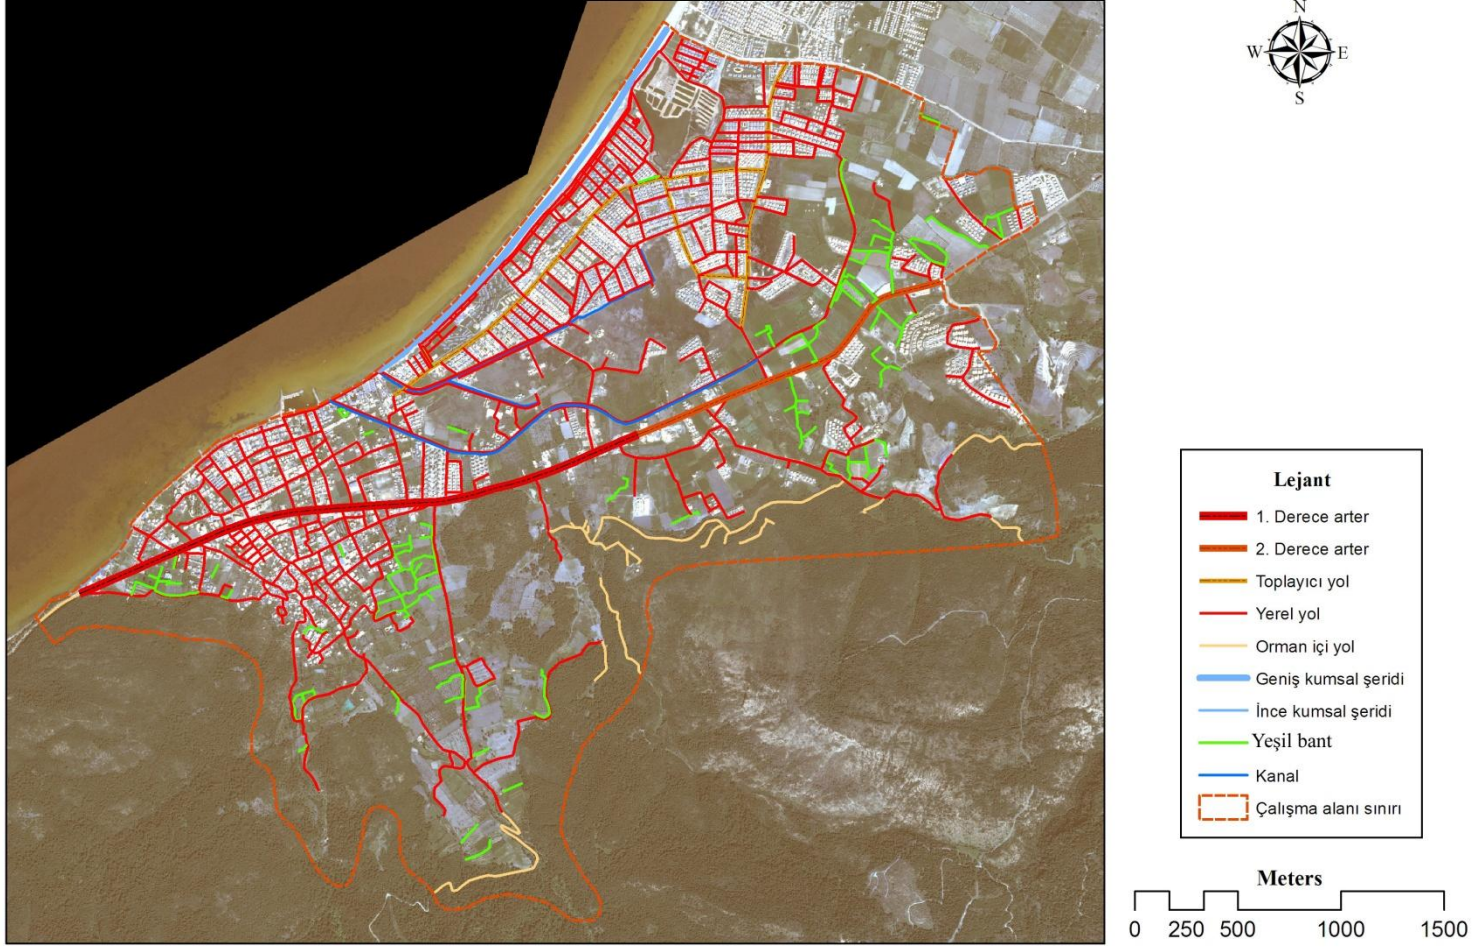 N
W E
S
Lejant
1. Derece arter
2. Derece arter
Toplayıcı yol
Yerel yol
Orman içi yol
Geniş kumsal şeridi
İnce kumsal şeridi
Yeşil bant
Kanal
Çalışma alanı sınırı
Meters
0 250 500 1000 1500